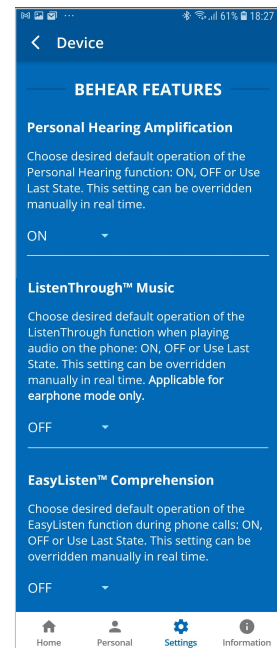 61% 18:27
Device
BEHEAR FEATURES
Personal Hearing Amplification
Choose desired default operation of the
Personal Hearing function: ON, OFF or Use
Last State. This setting can be overridden
manually in real time.
ON
ListenThrough™ Music
Choose desired default operation of the
ListenThrough function when playing
audio on the phone: ON, OFF or Use Last
State. This setting can be overridden
manually in real time. Applicable for
earphone mode only.
OFF
EasyListen™ Comprehension
Choose desired default operation of the
EasyListen function during phone calls: ON,
OFF or Use Last State. This setting can be
overridden manually in real time.
OFF
Home Personal Settings Information